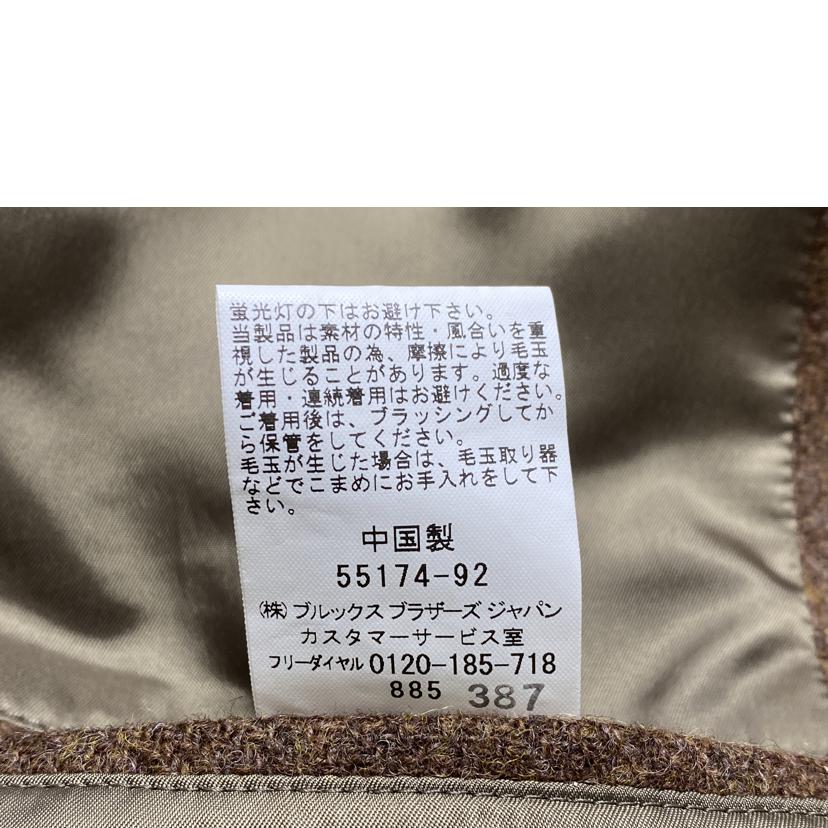 蛍光灯の下はお避け下さい。
当製品は素材の特性・風合いを重
視した製品の為、摩擦により毛玉
が生じることがあります。過度な
着用・連続着用はお避けください。
ご着用後は、ブラッシングしてか
ら保管をしてください。
毛玉が生じた場合は、毛玉取り器
などでこまめにお手入れをして下
さい。
中国製
55174-92
(株)ブルックス ブラザーズ ジャパン
カスタマーサービス室
フリーダイヤル 0120-185-718
885 387